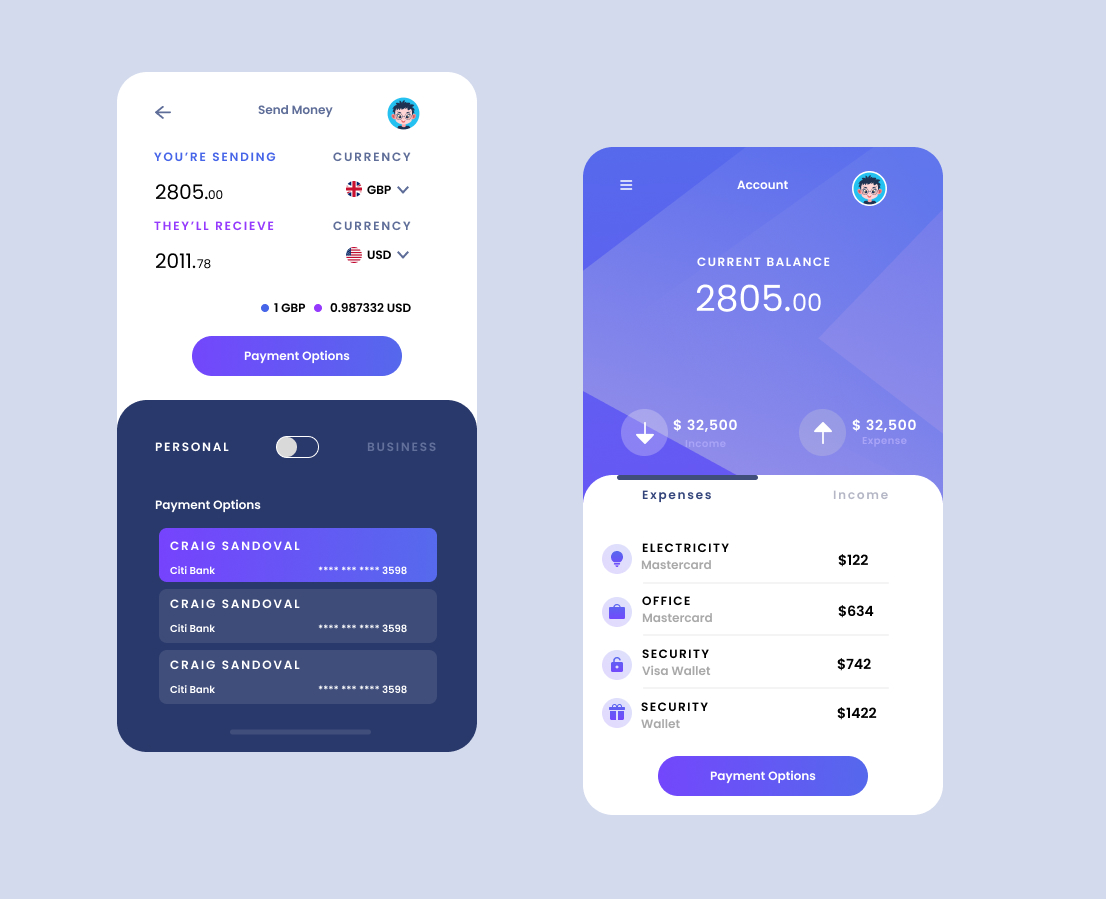 Send Money
YOU'RE SENDING CURRENCY
2805.00 GBP
THEY'LL RECIEVE CURRENCY
2011.78 USD
1 GBP 0.987332 USD
Payment Options
PERSONAL BUSINESS
Payment Options
CRAIG SANDOVAL
Citi Bank **** *** **** 3598
CRAIG SANDOVAL
Citi Bank **** *** **** 3598
CRAIG SANDOVAL
Citi Bank **** *** **** 3598
Account
CURRENT BALANCE
2805.00
$ 32,500 $ 32,500
Income Expense
Expenses Income
ELECTRICITY
Mastercard $122
OFFICE
Mastercard $634
SECURITY
Visa Wallet $742
SECURITY
Wallet $1422
Payment Options